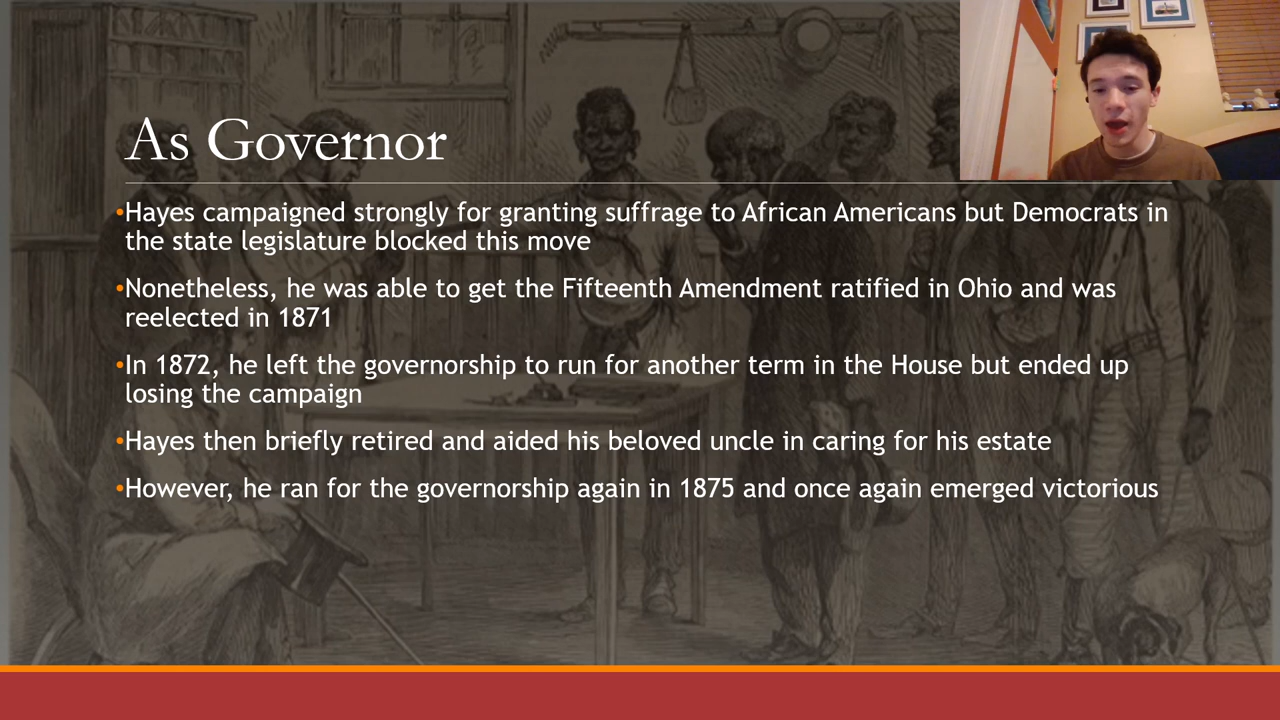 As Governor
•Hayes campaigned strongly for granting suffrage to African Americans but Democrats in
the state legislature blocked this move
•Nonetheless, he was able to get the Fifteenth Amendment ratified in Ohio and was
reelected in 1871
•In 1872, he left the governorship to run for another term in the House but ended up
losing the campaign
•Hayes then briefly retired and aided his beloved uncle in caring for his estate
•However, he ran for the governorship again in 1875 and once again emerged victorious